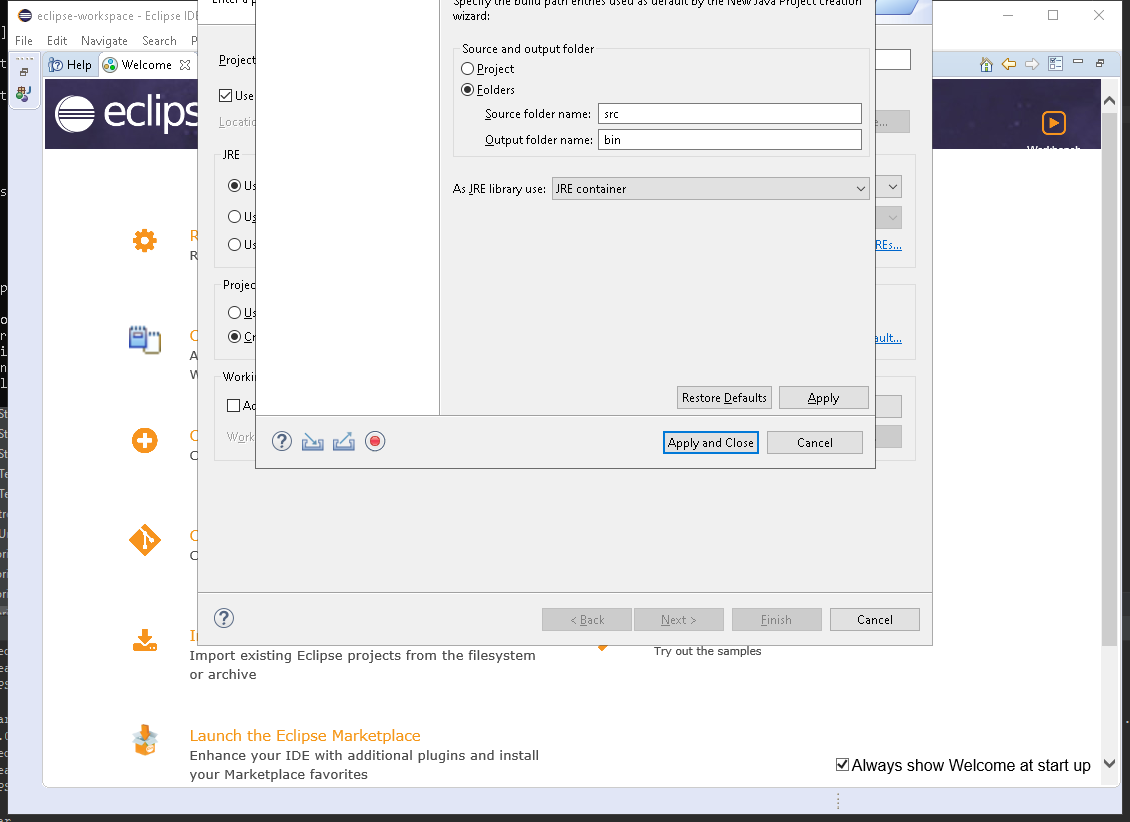 eclipse-workspace - Eclipse IDE
File Edit Navigate Search
Help
Welcome
eclips
Specify the build path entries used as default by the New Java Project creation
wizard:
Source and output folder
Project
Folders
Source folder name: src
Output folder name: bin
As JRE library use: JRE container
Restore Defaults
Apply
Apply and Close
Cancel
Project
Use
Locatio
JRE
Us
Us
Us
REs...
Projec
Us
Cr
ault...
Workin
Ad
Work
< Back
Next >
Finish
Cancel
Try out the samples
Import existing Eclipse projects from the filesystem
or archive
Launch the Eclipse Marketplace
Enhance your IDE with additional plugins and install
your Marketplace favorites
Always show Welcome at start up